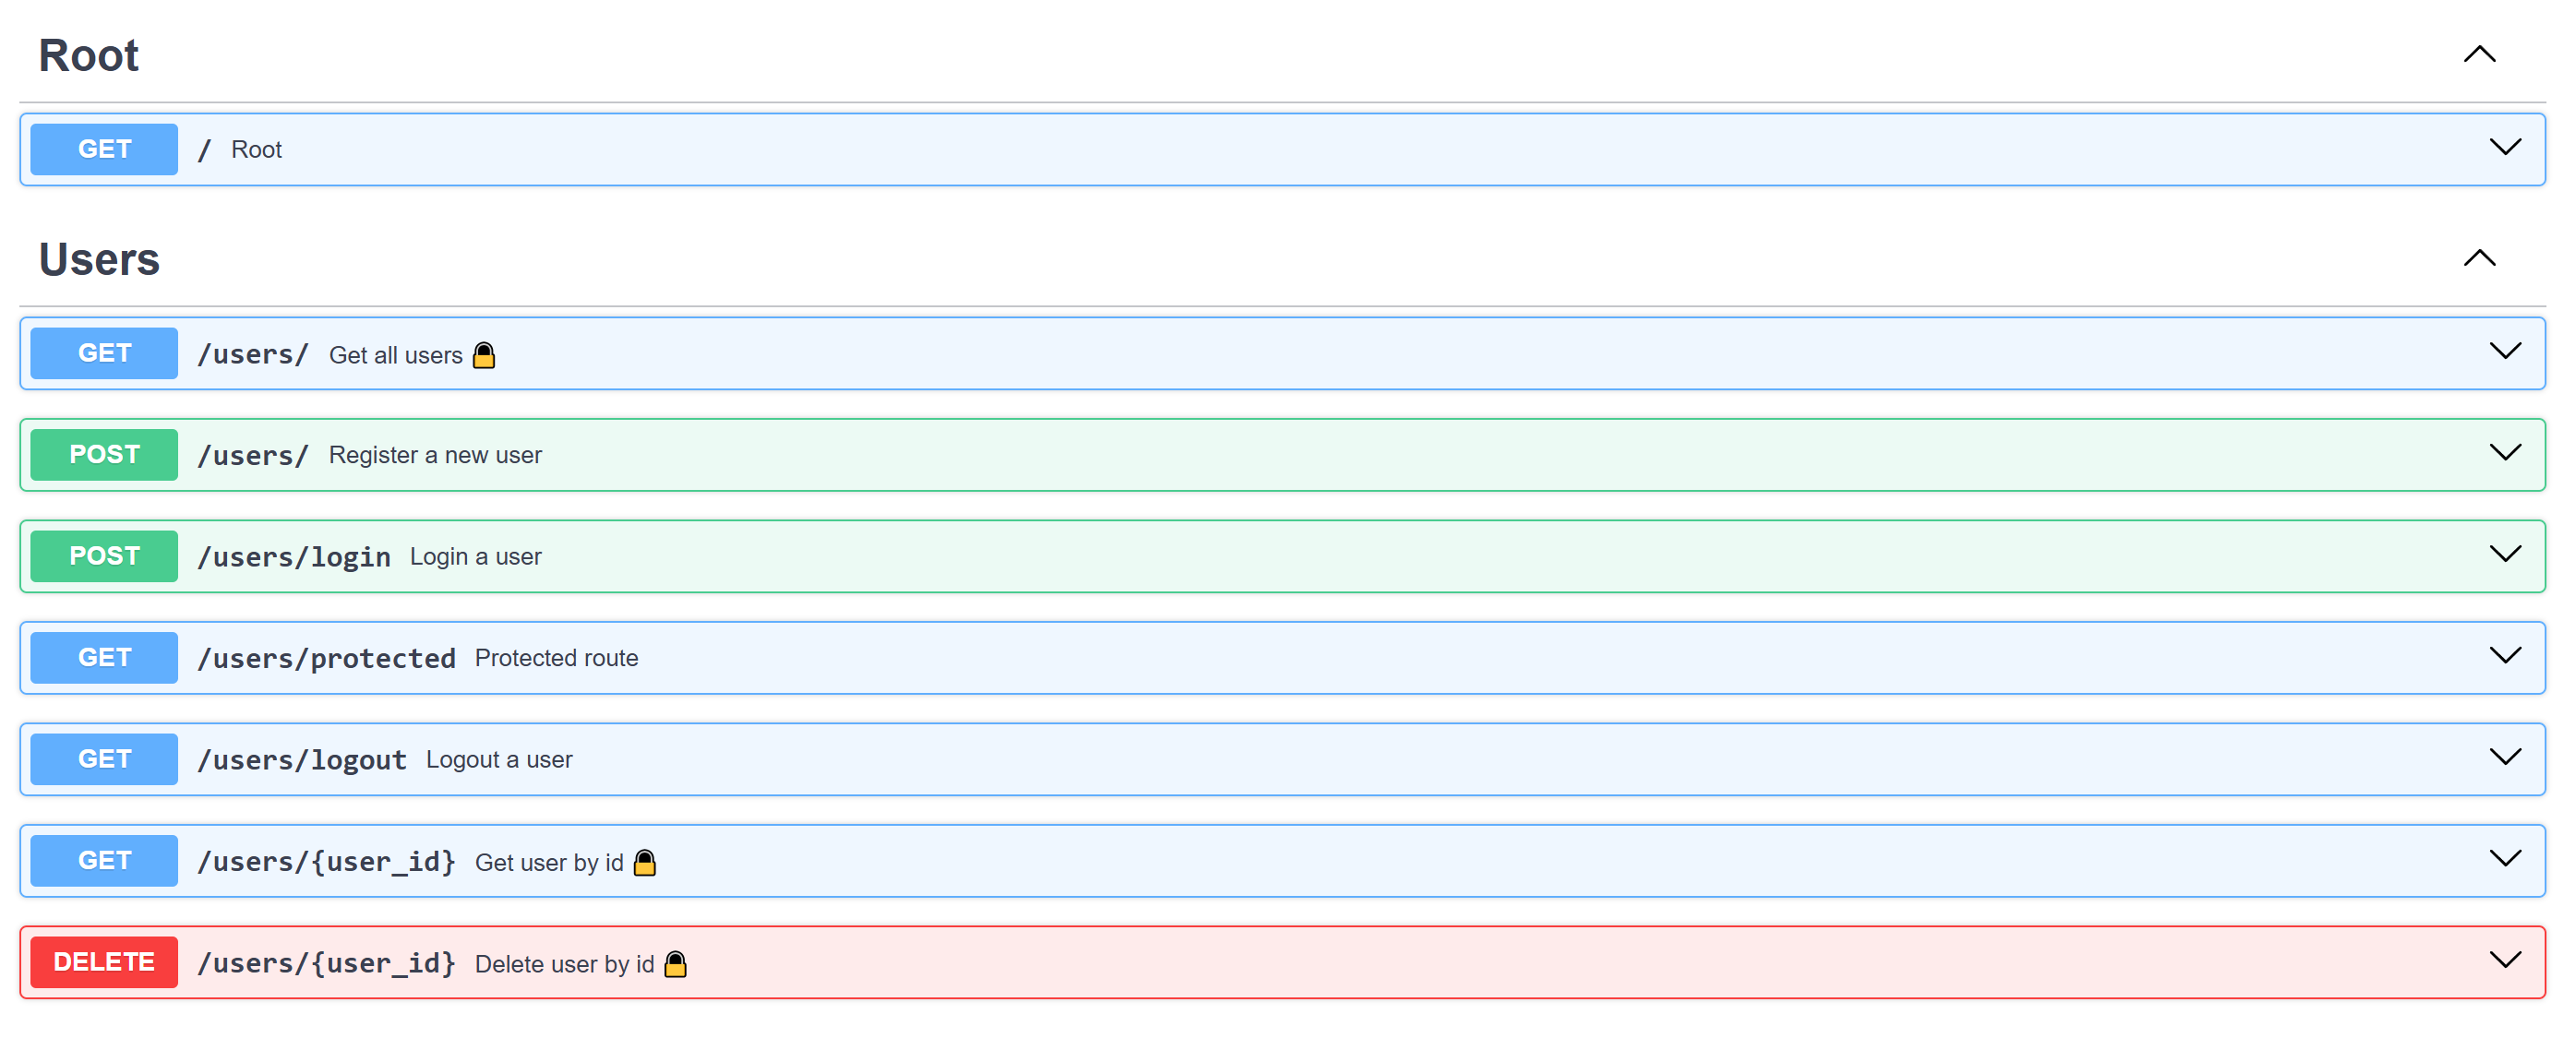 Root
GET / Root
Users
GET /users/ Get all users 🔒
POST /users/ Register a new user
POST /users/login Login a user
GET /users/protected Protected route
GET /users/logout Logout a user
GET /users/{user_id} Get user by id 🔒
DELETE /users/{user_id} Delete user by id 🔒